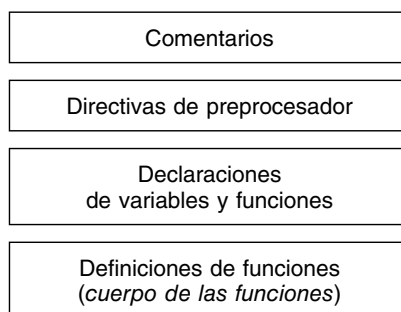 Comentarios
Directivas de preprocesador
Declaraciones
de variables y funciones
Definiciones de funciones
(cuerpo de las funciones)